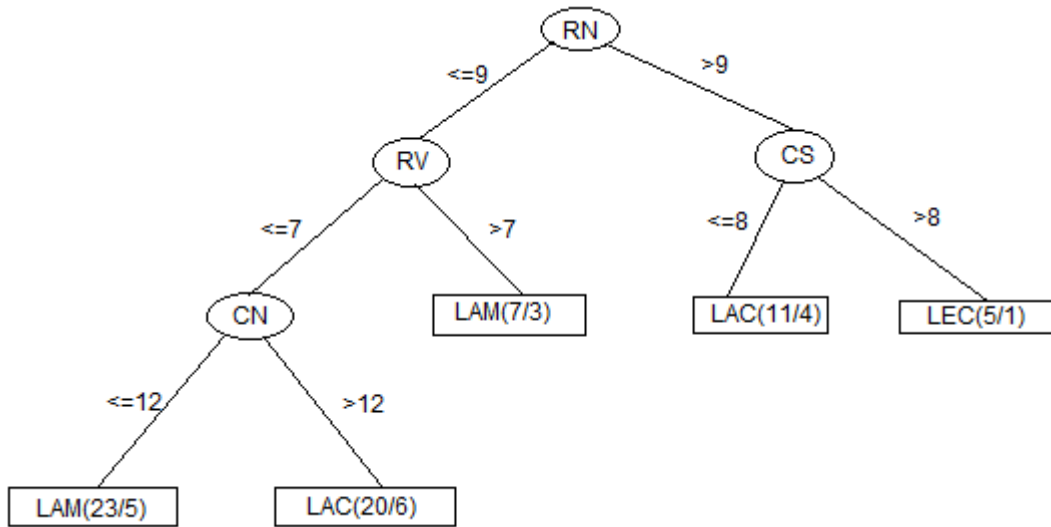 RN
<=9
>9
RV
CS
<=7
>7
<=8
>8
CN
LAM(7/3)
LAC(11/4)
LEC(5/1)
<=12
>12
LAM(23/5)
LAC(20/6)